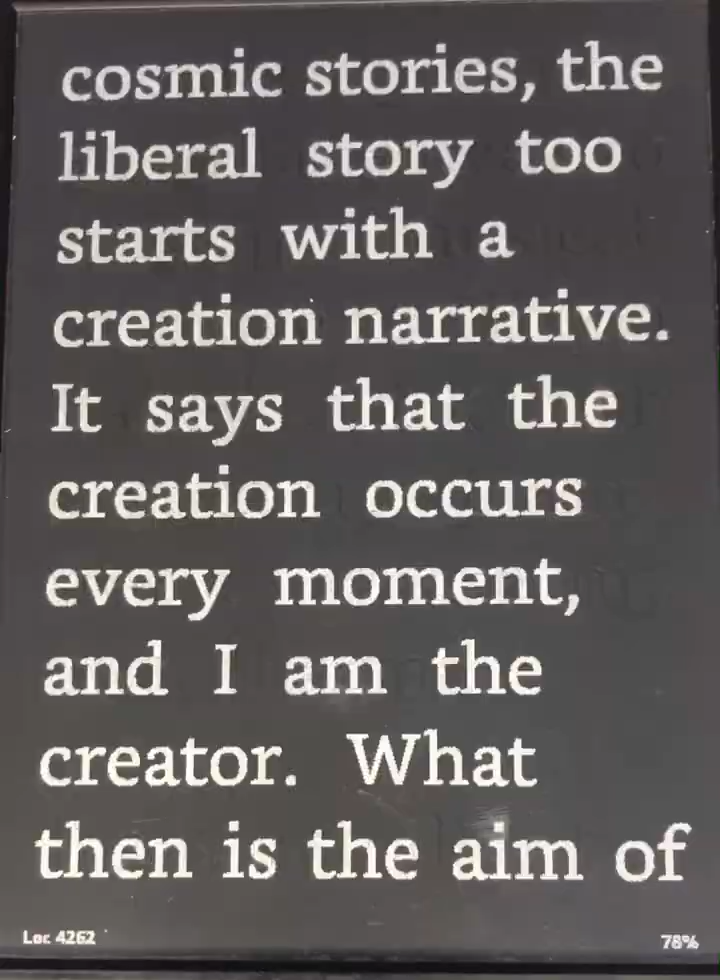 cosmic stories, the
liberal story too
starts with a
creation narrative.
It says that the
creation occurs
every moment,
and I am the
creator. What
then is the aim of
Loc 4262
78%